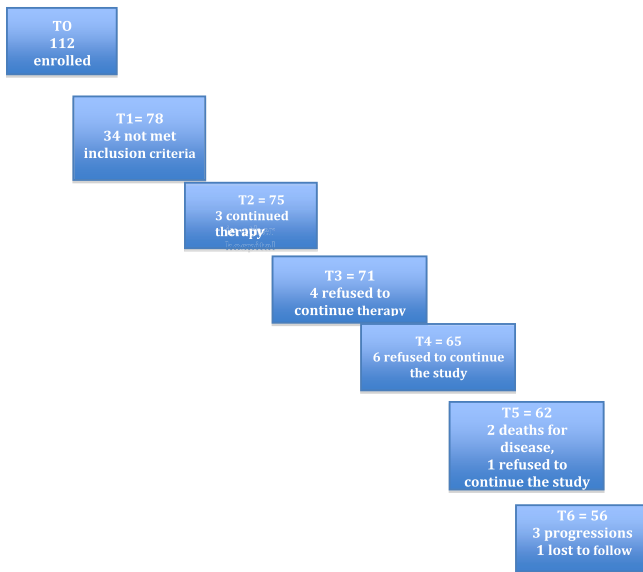 T0
112
enrolled
T1= 78
34 not met
inclusion criteria
T2 = 75
3 continued
therapy
T3 = 71
4 refused to
continue therapy
T4 = 65
6 refused to continue
the study
T5 = 62
2 deaths for
disease,
1 refused to
continue the study
T6 = 56
3 progressions
1 lost to follow